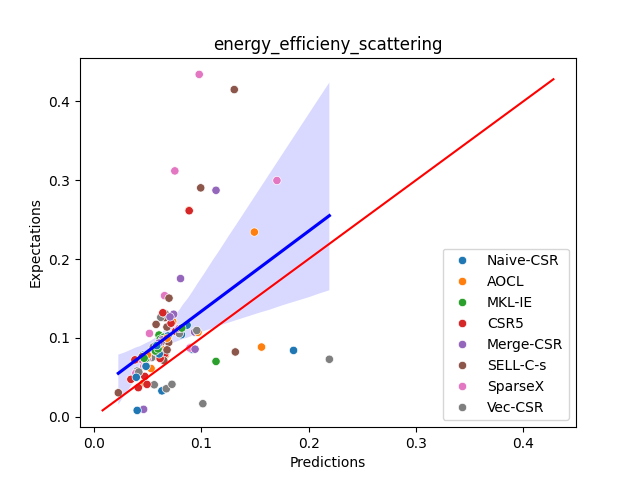 energy_efficieny_scattering
Expectations
0.4
0.3
0.2
0.1
0.0
0.0 0.1 0.2 0.3 0.4
Predictions
Naive-CSR
AOCL
MKL-IE
CSR5
Merge-CSR
SELL-C-s
SparseX
Vec-CSR